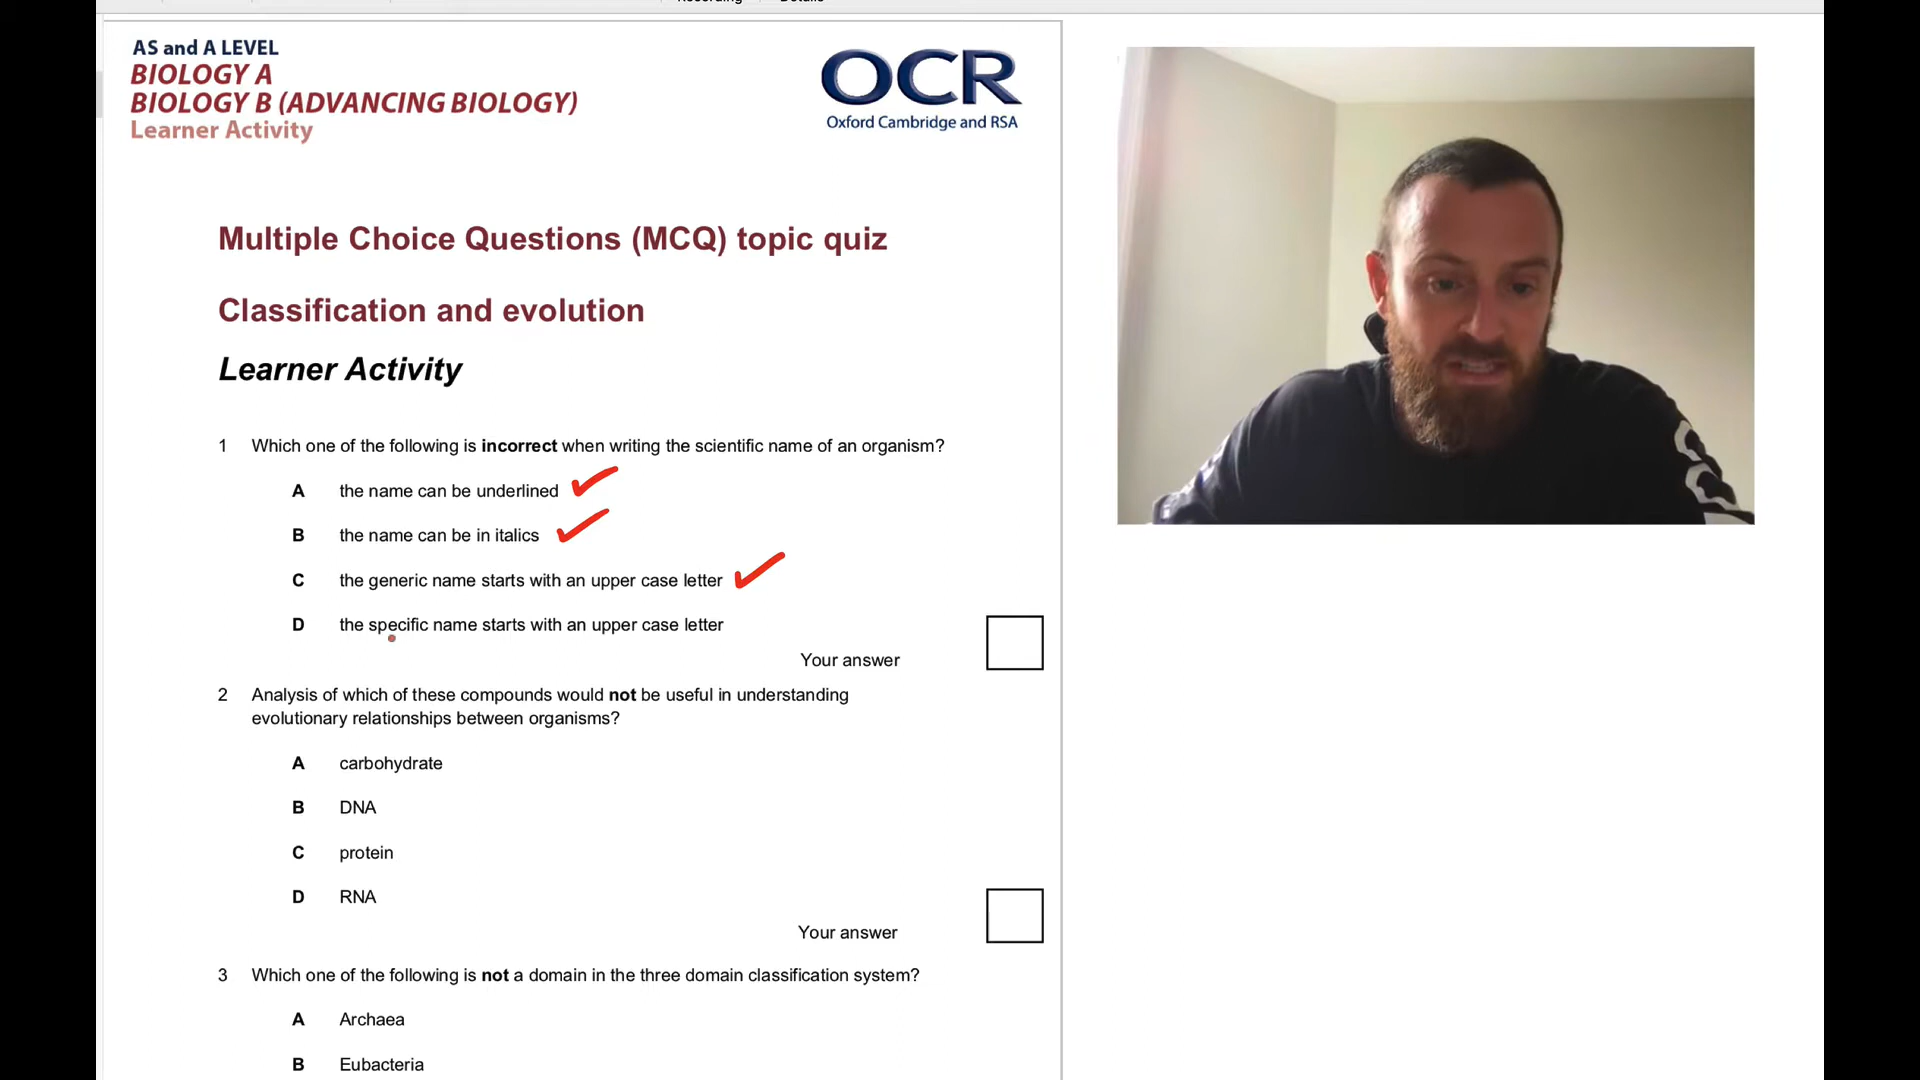 AS and A LEVEL
BIOLOGY A
BIOLOGY B (ADVANCING BIOLOGY)
Learner Activity
OCR
Oxford Cambridge and RSA
Multiple Choice Questions (MCQ) topic quiz
Classification and evolution
Learner Activity
1 Which one of the following is incorrect when writing the scientific name of an organism?
A the name can be underlined
B the name can be in italics
C the generic name starts with an upper case letter
D the specific name starts with an upper case letter
Your answer
2 Analysis of which of these compounds would not be useful in understanding
evolutionary relationships between organisms?
A carbohydrate
B DNA
C protein
D RNA
Your answer
3 Which one of the following is not a domain in the three domain classification system?
A Archaea
B Eubacteria